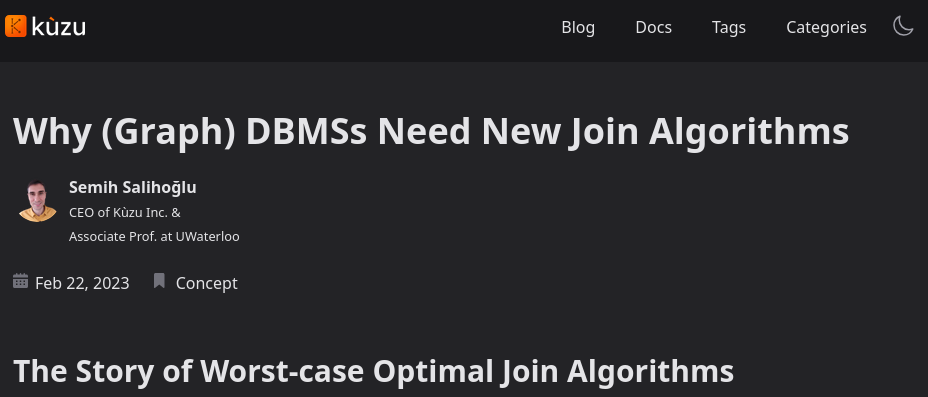 kùzu
Blog Docs Tags Categories
Why (Graph) DBMSs Need New Join Algorithms
Semih Salihoğlu
CEO of Kùzu Inc. &
Associate Prof. at UWaterloo
Feb 22, 2023 Concept
The Story of Worst-case Optimal Join Algorithms